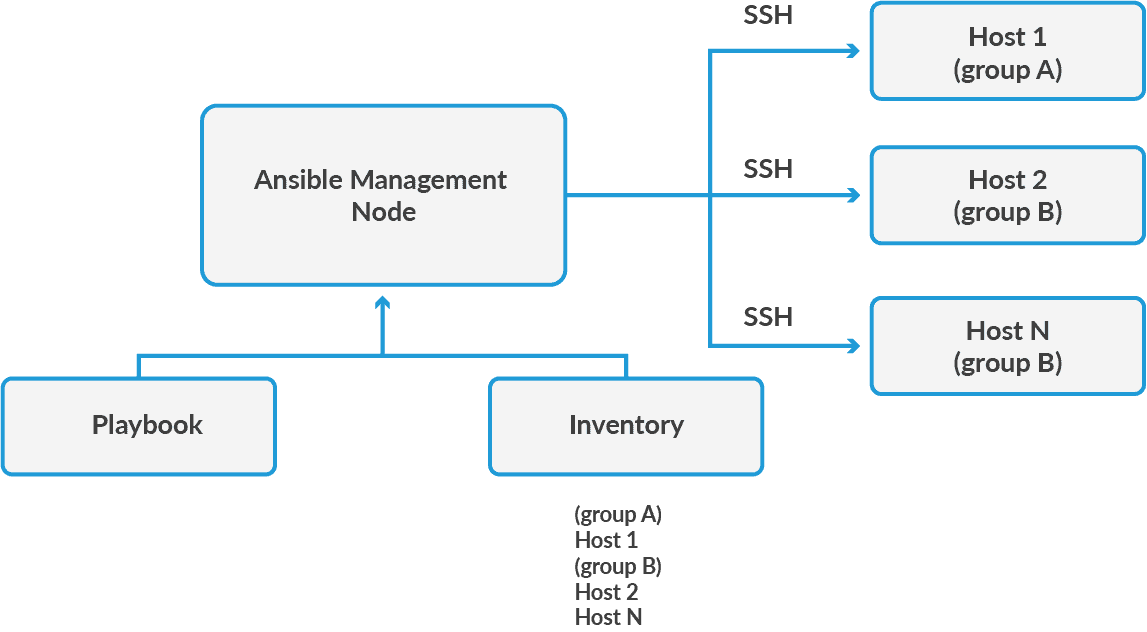 SSH
Host 1
(group A)
Ansible Management
Node
SSH
Host 2
(group B)
SSH
Host N
(group B)
Playbook
Inventory
(group A)
Host 1
(group B)
Host 2
Host N